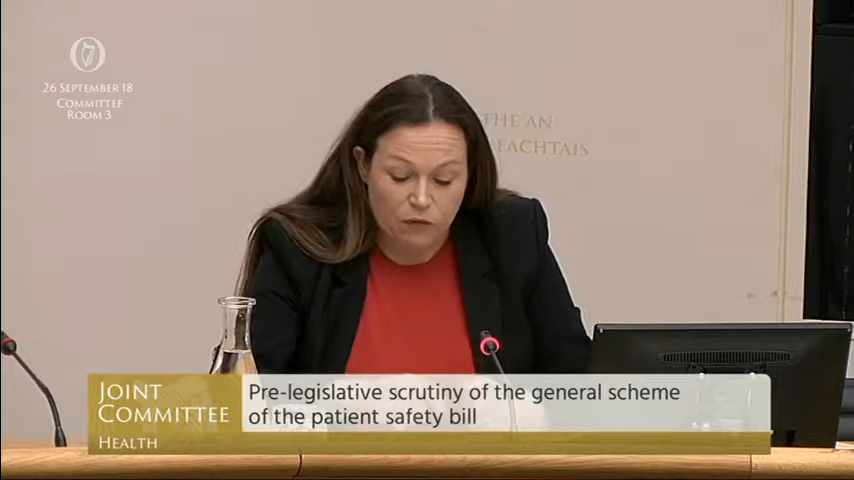 26 September 18
Committee
Room 3
THE AN
EACHTAIS
Joint
Committee
Health
Pre-legislative scrutiny of the general scheme
of the patient safety bill